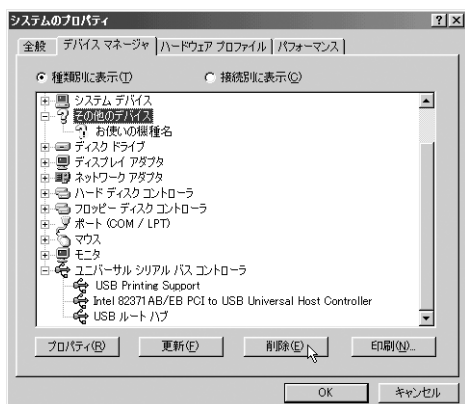 システムのプロパティ
全般 デバイス マネージャ ハードウェア プロファイル パフォーマンス
種類別に表示(T) 接続別に表示(C)
システム デバイス
その他のデバイス
お使いの機種名
ディスク ドライブ
ディスプレイ アダプタ
ネットワーク アダプタ
ハード ディスク コントローラ
フロッピー ディスク コントローラ
ポート (COM / LPT)
マウス
モニタ
ユニバーサル シリアル バス コントローラ
USB Printing Support
Intel 82371AB/EB PCI to USB Universal Host Controller
USB ルート ハブ
プロパティ(R) 更新(F) 削除(E) 印刷(N)...
OK キャンセル